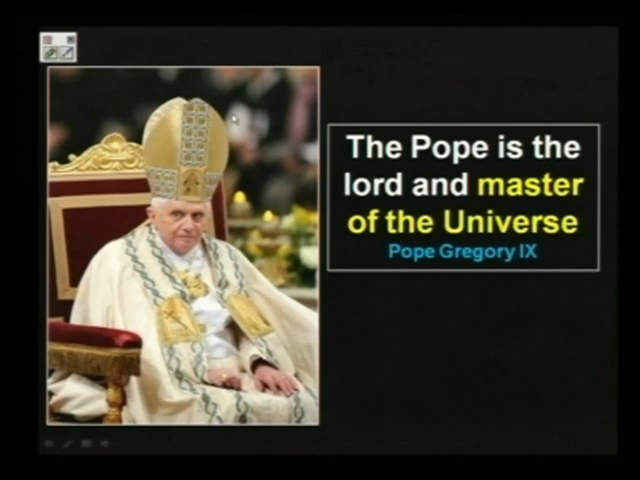 The Pope is the
lord and master
of the Universe
Pope Gregory IX